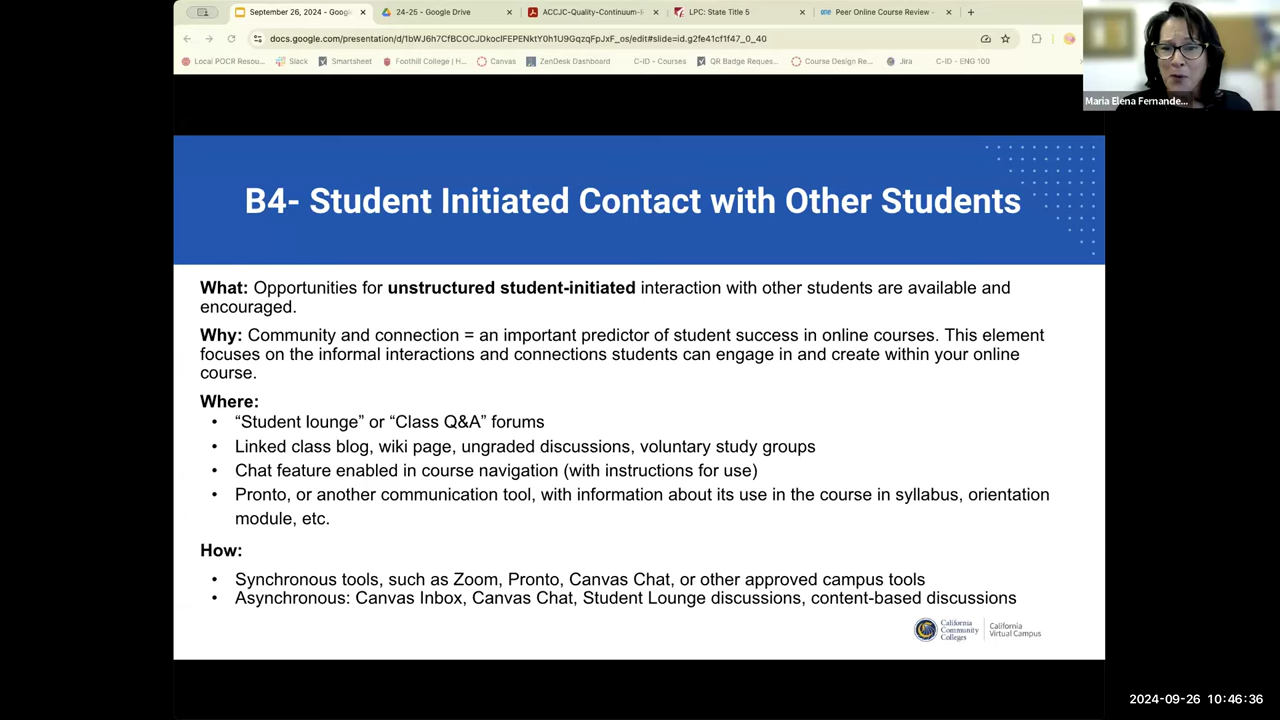 September 26, 2024 - Googl
24-25 - Google Drive
ACCJC-Quality-Continuum-
LPC: State Title 5
Peer Online Course Review -
docs.google.com/presentation/d/1bWJ6h7CfBCOCJDkoclFEPENktY0h1U9GqzqFpJxF_os/edit#slide=id.g2fe41cf1f47_0_40
Local POCR Resou...
Slack
Smartsheet
Foothill College | H...
Canvas
ZenDesk Dashboard
C-ID - Courses
QR Badge Reques...
Course Design Re...
Jira
C-ID - ENG 100
Maria Elena Fernande...
B4- Student Initiated Contact with Other Students
What: Opportunities for unstructured student-initiated interaction with other students are available and
encouraged.
Why: Community and connection = an important predictor of student success in online courses. This element
focuses on the informal interactions and connections students can engage in and create within your online
course.
Where:
• “Student lounge” or “Class Q&A” forums
• Linked class blog, wiki page, ungraded discussions, voluntary study groups
• Chat feature enabled in course navigation (with instructions for use)
• Pronto, or another communication tool, with information about its use in the course in syllabus, orientation
module, etc.
How:
• Synchronous tools, such as Zoom, Pronto, Canvas Chat, or other approved campus tools
• Asynchronous: Canvas Inbox, Canvas Chat, Student Lounge discussions, content-based discussions
California
Community
Colleges
California
Virtual Campus
2024-09-26 10:46:36